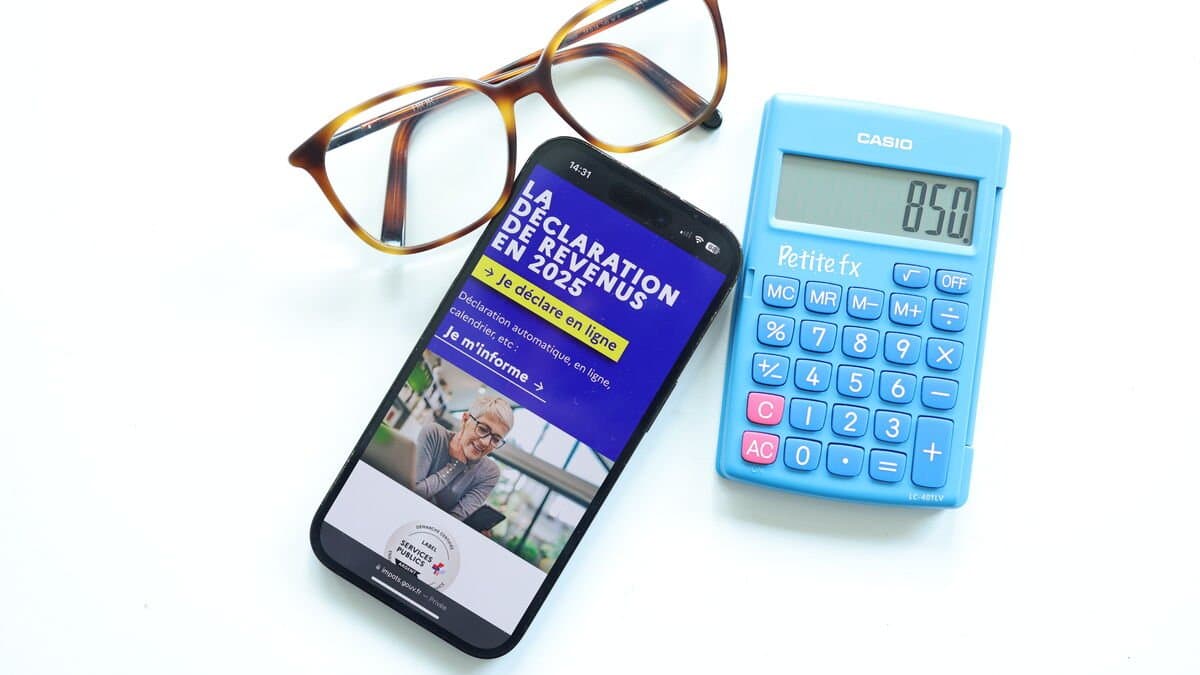 14:31
LA
DÉCLARATION
DE REVENUS
EN 2025
→ Je déclare en ligne
Déclaration automatique, en ligne,
calendrier, etc :
Je m'informe →
DÉMARCHE CERTIFIÉE
LABEL
SERVICES
PUBLICS
ARGENT
impots.gouv.fr — Privée
CASIO
850.
Petite fx
√ OFF
MC MR M− M+ ÷
% 7 8 9 ×
+/− 4 5 6 −
C 1 2 3
AC 0 · = +
LC-401LV